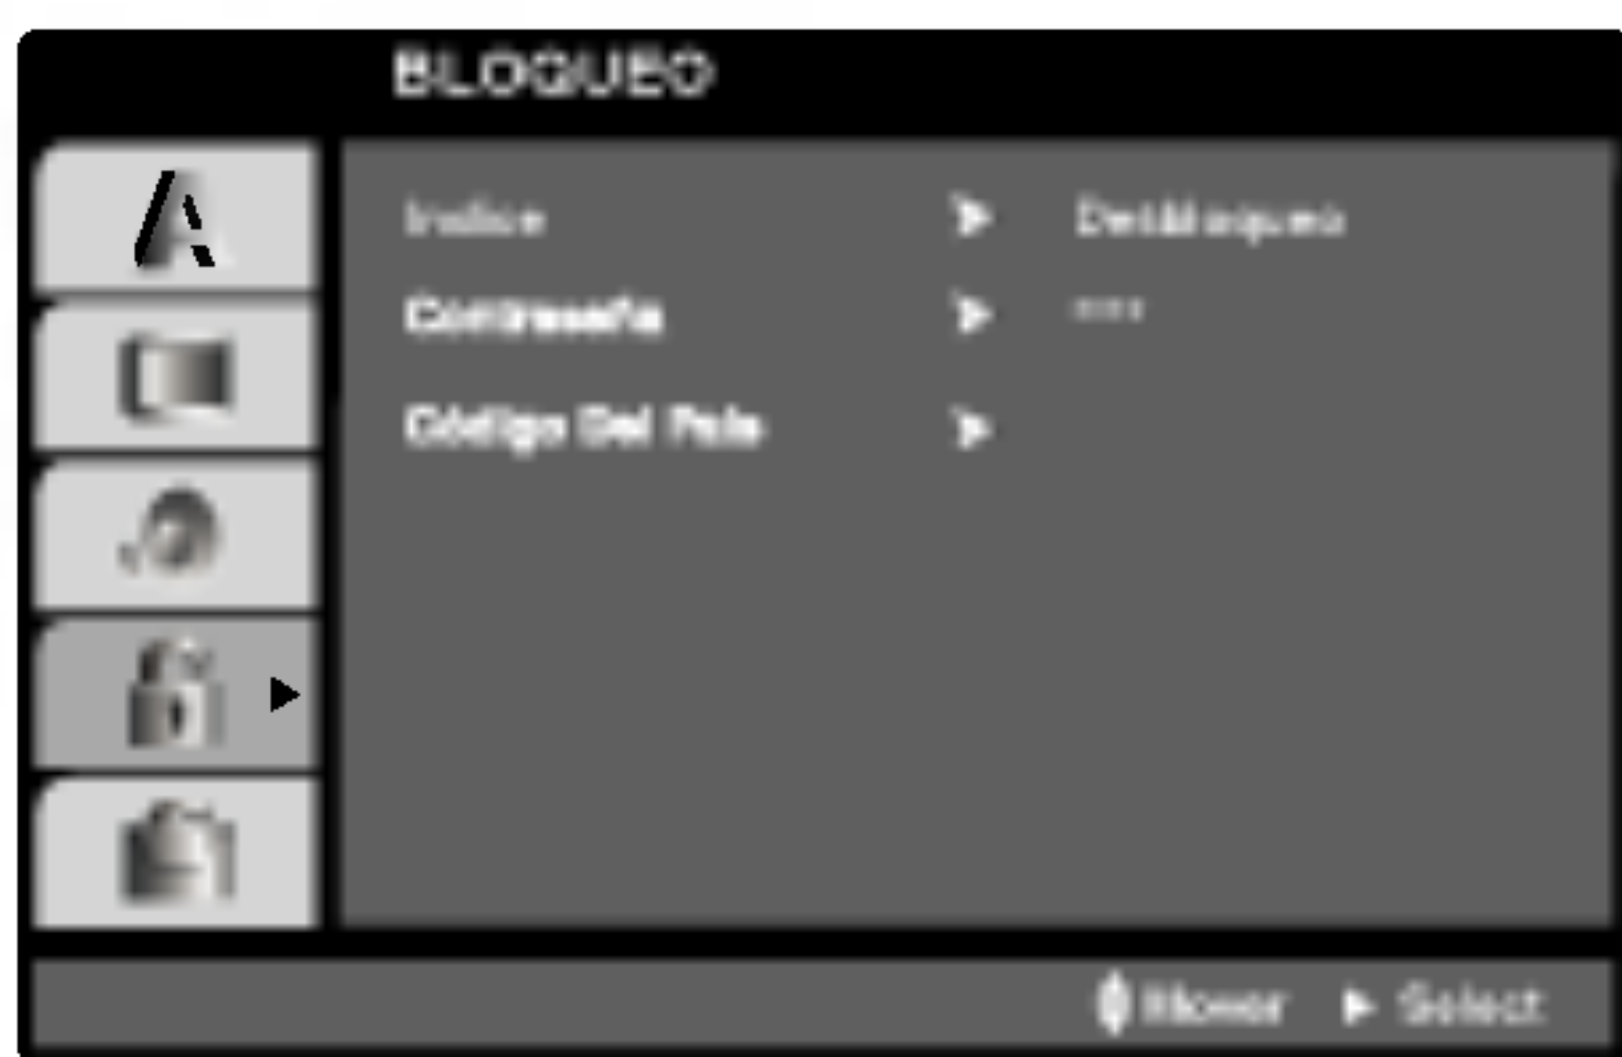 BLOQUEO
Indice Desbloqueo
Contraseña ***
Código Del País
Mover Select